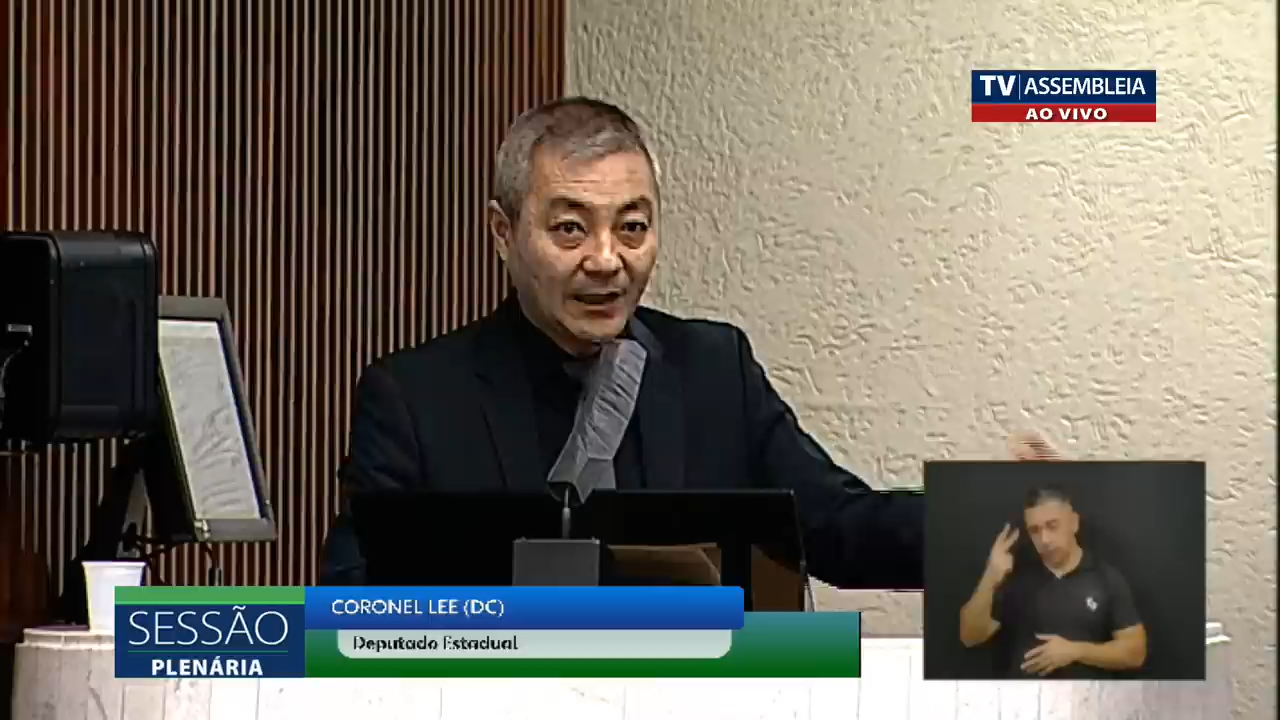 TV ASSEMBLEIA
AO VIVO
SESSÃO
PLENÁRIA
CORONEL LEE (DC)
Deputado Estadual